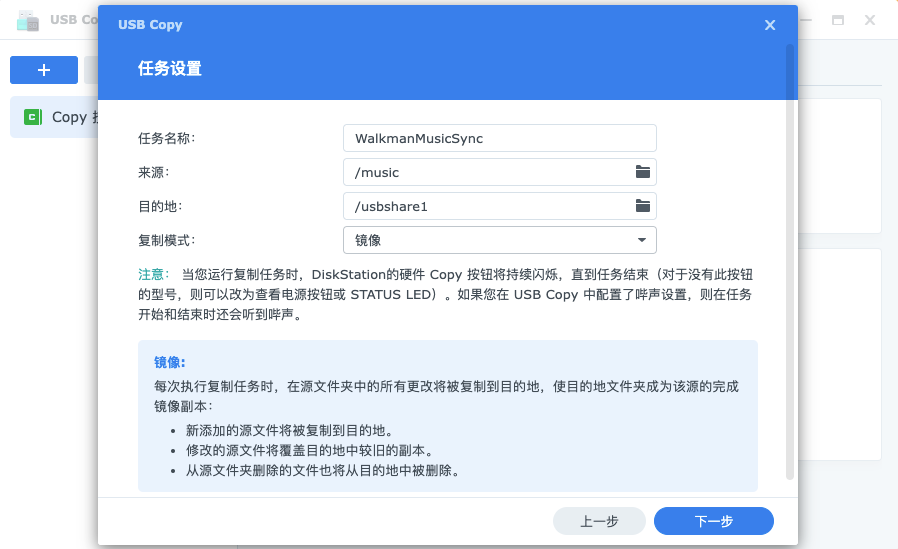 USB Co
USB Copy
任务设置
Copy
任务名称:
WalkmanMusicSync
来源:
/music
目的地:
/usbshare1
复制模式:
镜像
注意: 当您运行复制任务时，DiskStation的硬件 Copy 按钮将持续闪烁，直到任务结束（对于没有此按钮
的型号，则可以改为查看电源按钮或 STATUS LED）。如果您在 USB Copy 中配置了哔声设置，则在任务
开始和结束时还会听到哔声。
镜像:
每次执行复制任务时，在源文件夹中的所有更改将被复制到目的地，使目的地文件夹成为该源的完成
镜像副本：
• 新添加的源文件将被复制到目的地。
• 修改的源文件将覆盖目的地中较旧的副本。
• 从源文件夹删除的文件也将从目的地中被删除。
上一步
下一步